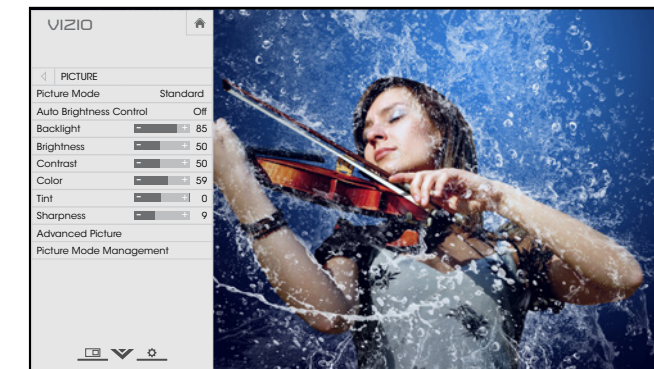 VIZIO
PICTURE
Picture Mode Standard
Auto Brightness Control Off
Backlight 85
Brightness 50
Contrast 50
Color 59
Tint 0
Sharpness 9
Advanced Picture
Picture Mode Management